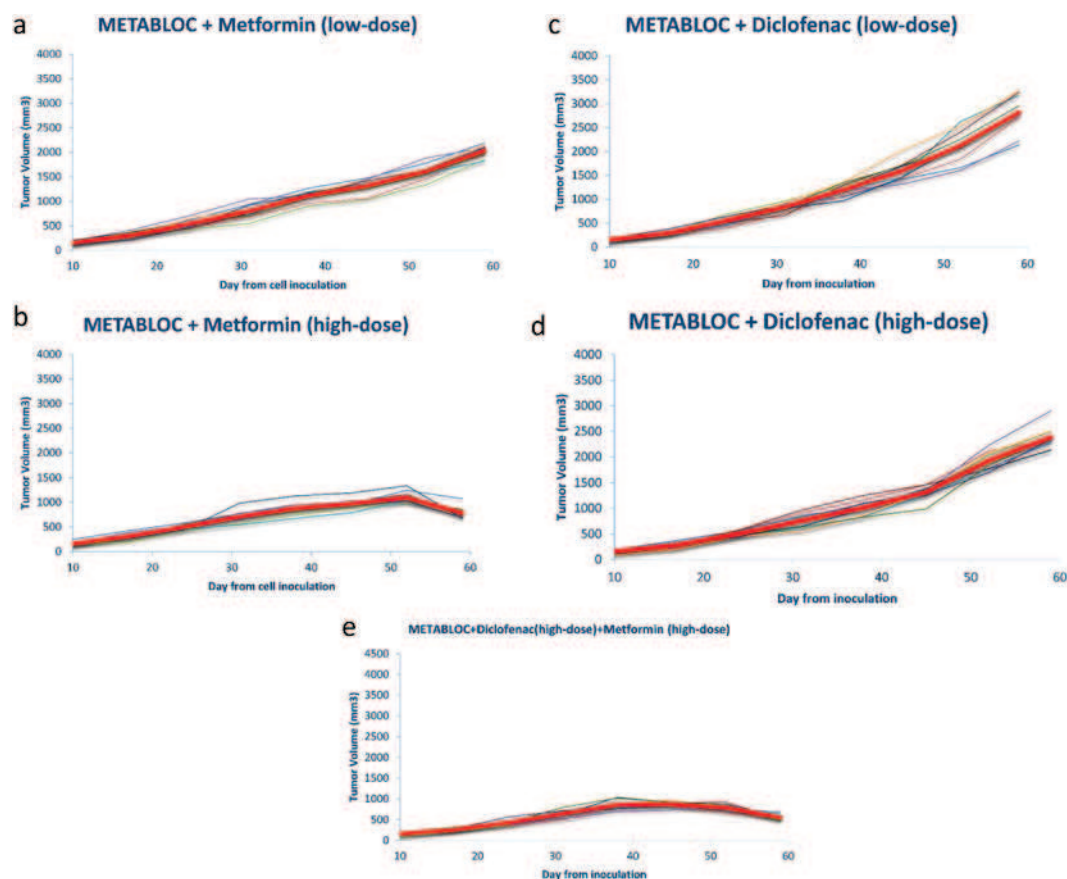 a
METABLOC + Metformin (low-dose)
4000
3500
3000
2500
2000
1500
1000
500
0
Tumor Volume (mm3)
10 20 30 40 50 60
Day from cell inoculation
c
METABLOC + Diclofenac (low-dose)
4000
3500
3000
2500
2000
1500
1000
500
0
Tumor Volume (mm3)
10 20 30 40 50 60
Day from inoculation
b
METABLOC + Metformin (high-dose)
4000
3500
3000
2500
2000
1500
1000
500
0
Tumor Volume (mm3)
10 20 30 40 50 60
Day from cell inoculation
d
METABLOC + Diclofenac (high-dose)
4000
3500
3000
2500
2000
1500
1000
500
0
Tumor Volume (mm3)
10 20 30 40 50 60
Day from inoculation
e
METABLOC+Diclofenac(high-dose)+Metformin (high-dose)
4500
4000
3500
3000
2500
2000
1500
1000
500
0
Tumor Volume (mm3)
10 20 30 40 50 60
Day from inoculation